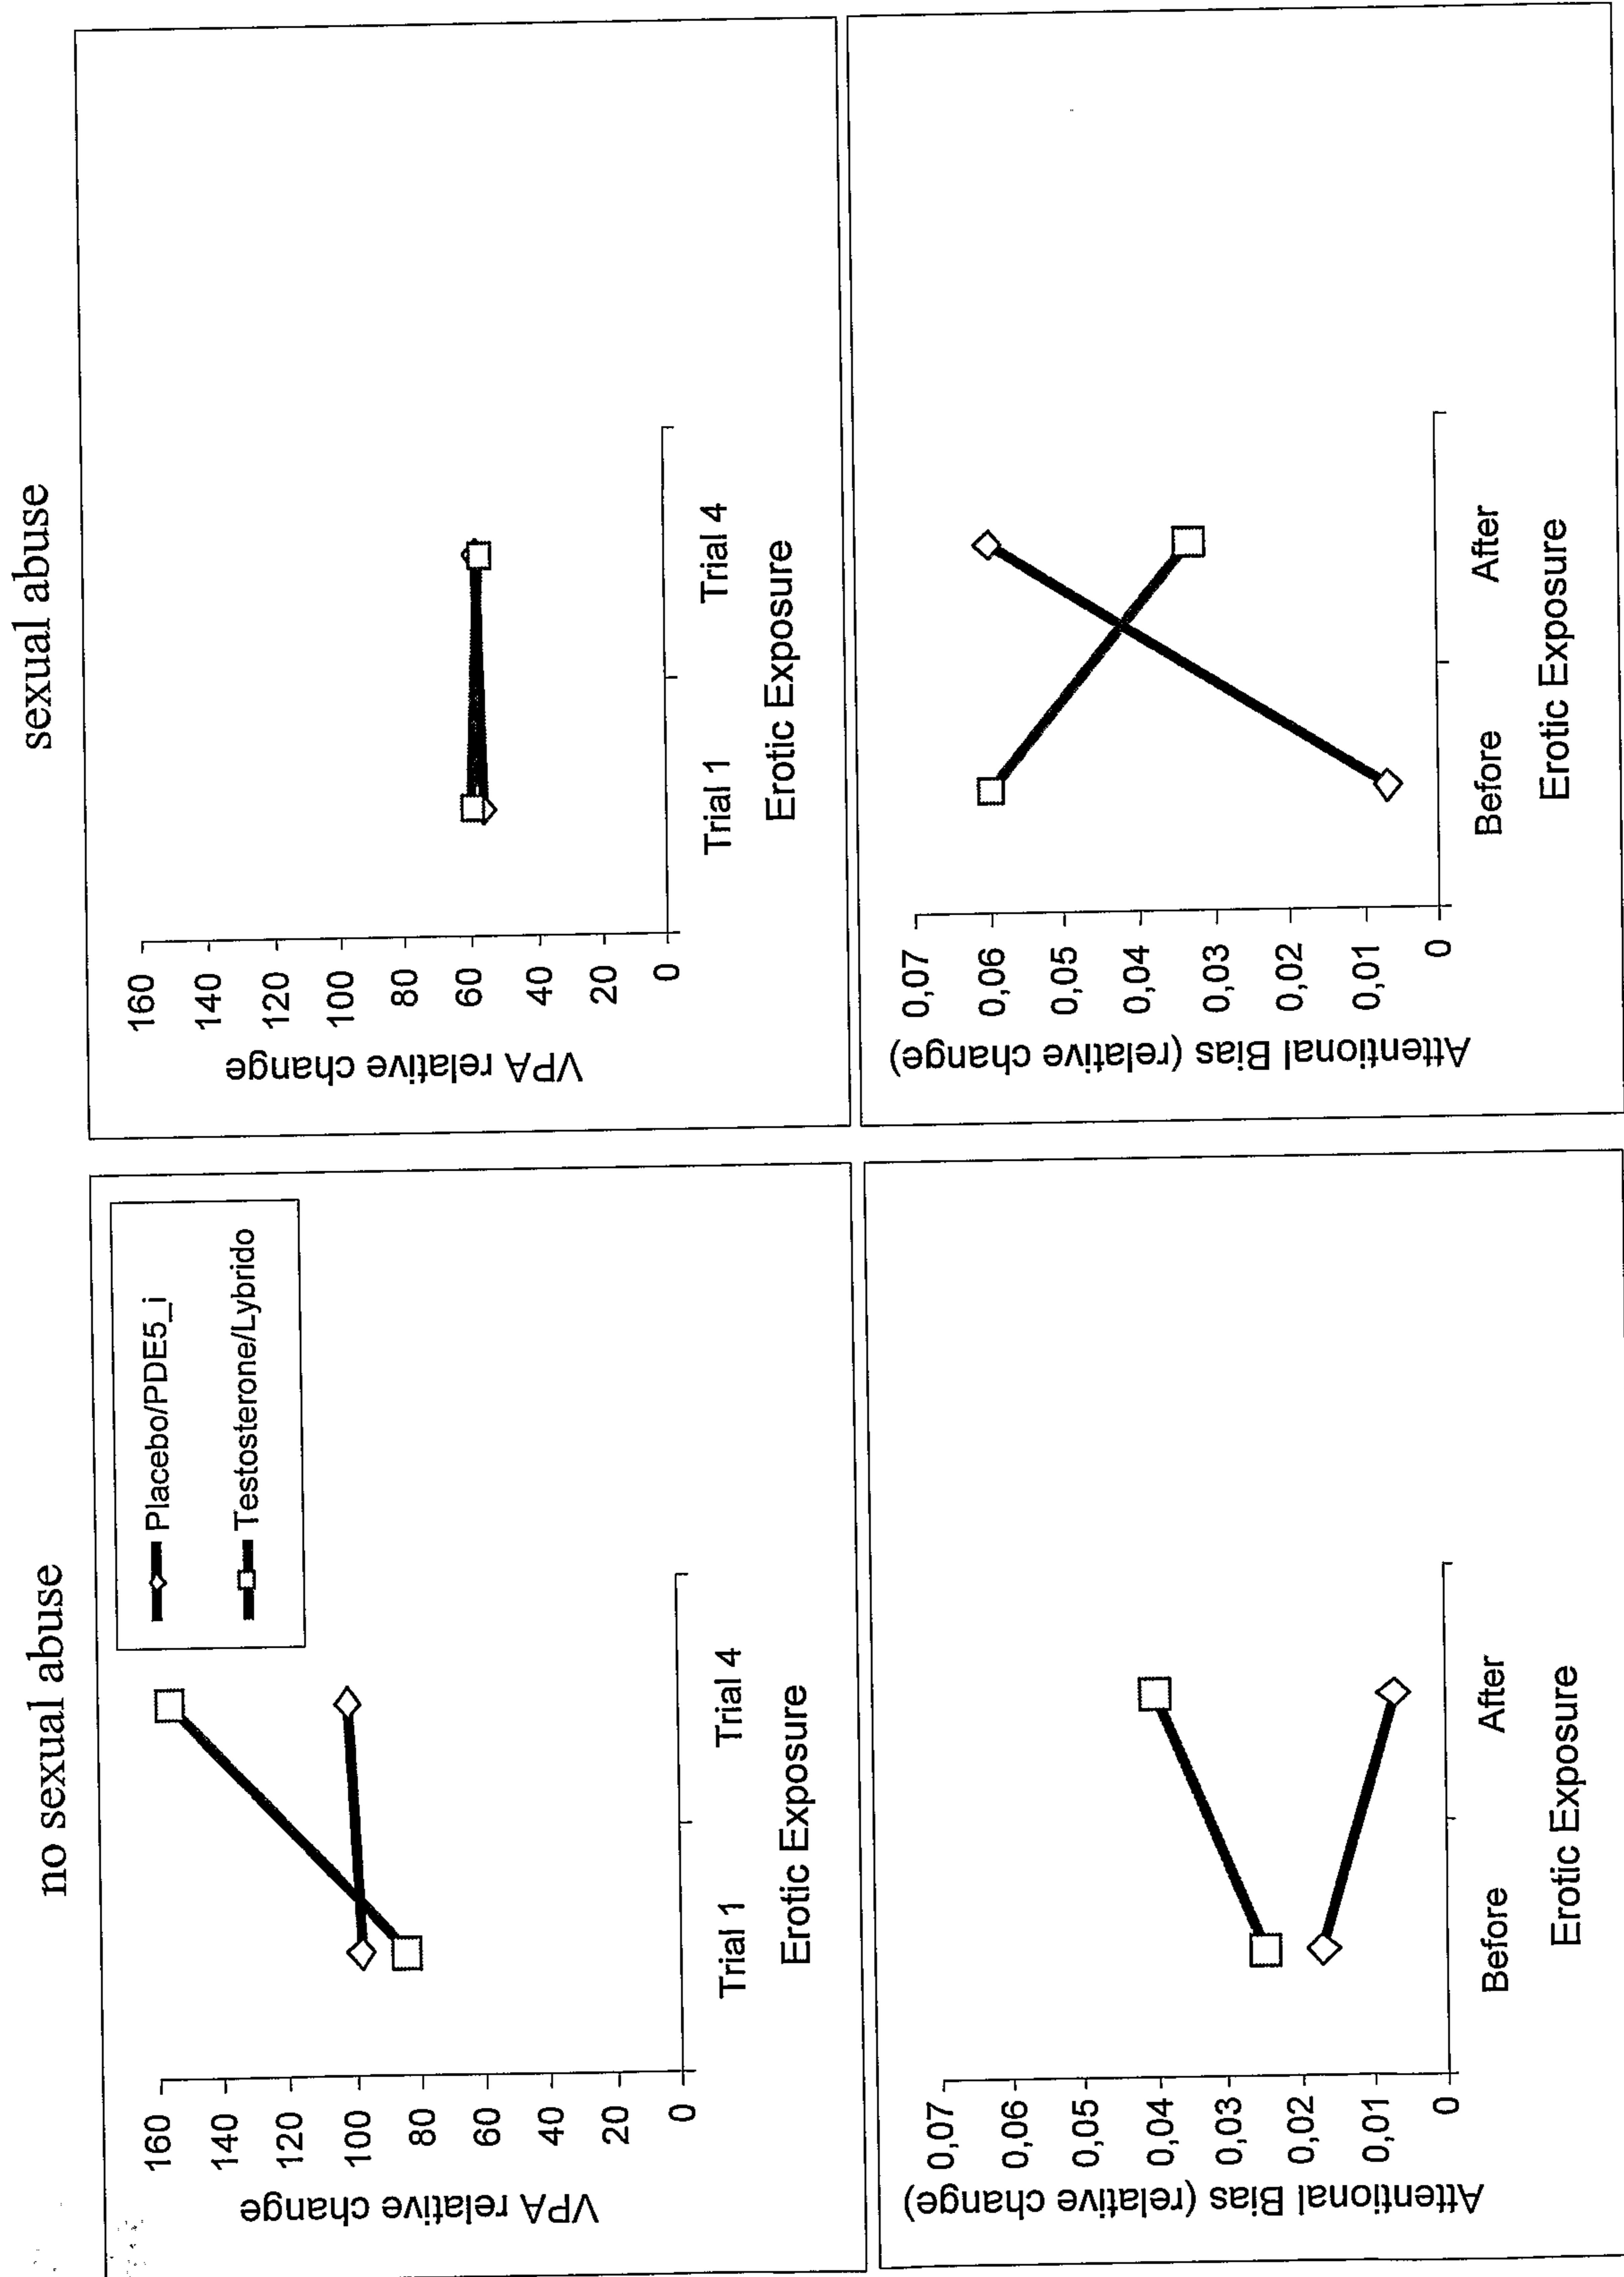 no sexual abuse
Placebo/PDE5_i
Testosterone/Lybrido
160
140
120
100
80
60
40
20
0
VPA relative change
Trial 1
Trial 4
Erotic Exposure
0,07
0,06
0,05
0,04
0,03
0,02
0,01
0
Attentional Bias (relative change)
Before
After
Erotic Exposure
sexual abuse
160
140
120
100
80
60
40
20
0
VPA relative change
Trial 1
Trial 4
Erotic Exposure
0,07
0,06
0,05
0,04
0,03
0,02
0,01
0
Attentional Bias (relative change)
Before
After
Erotic Exposure